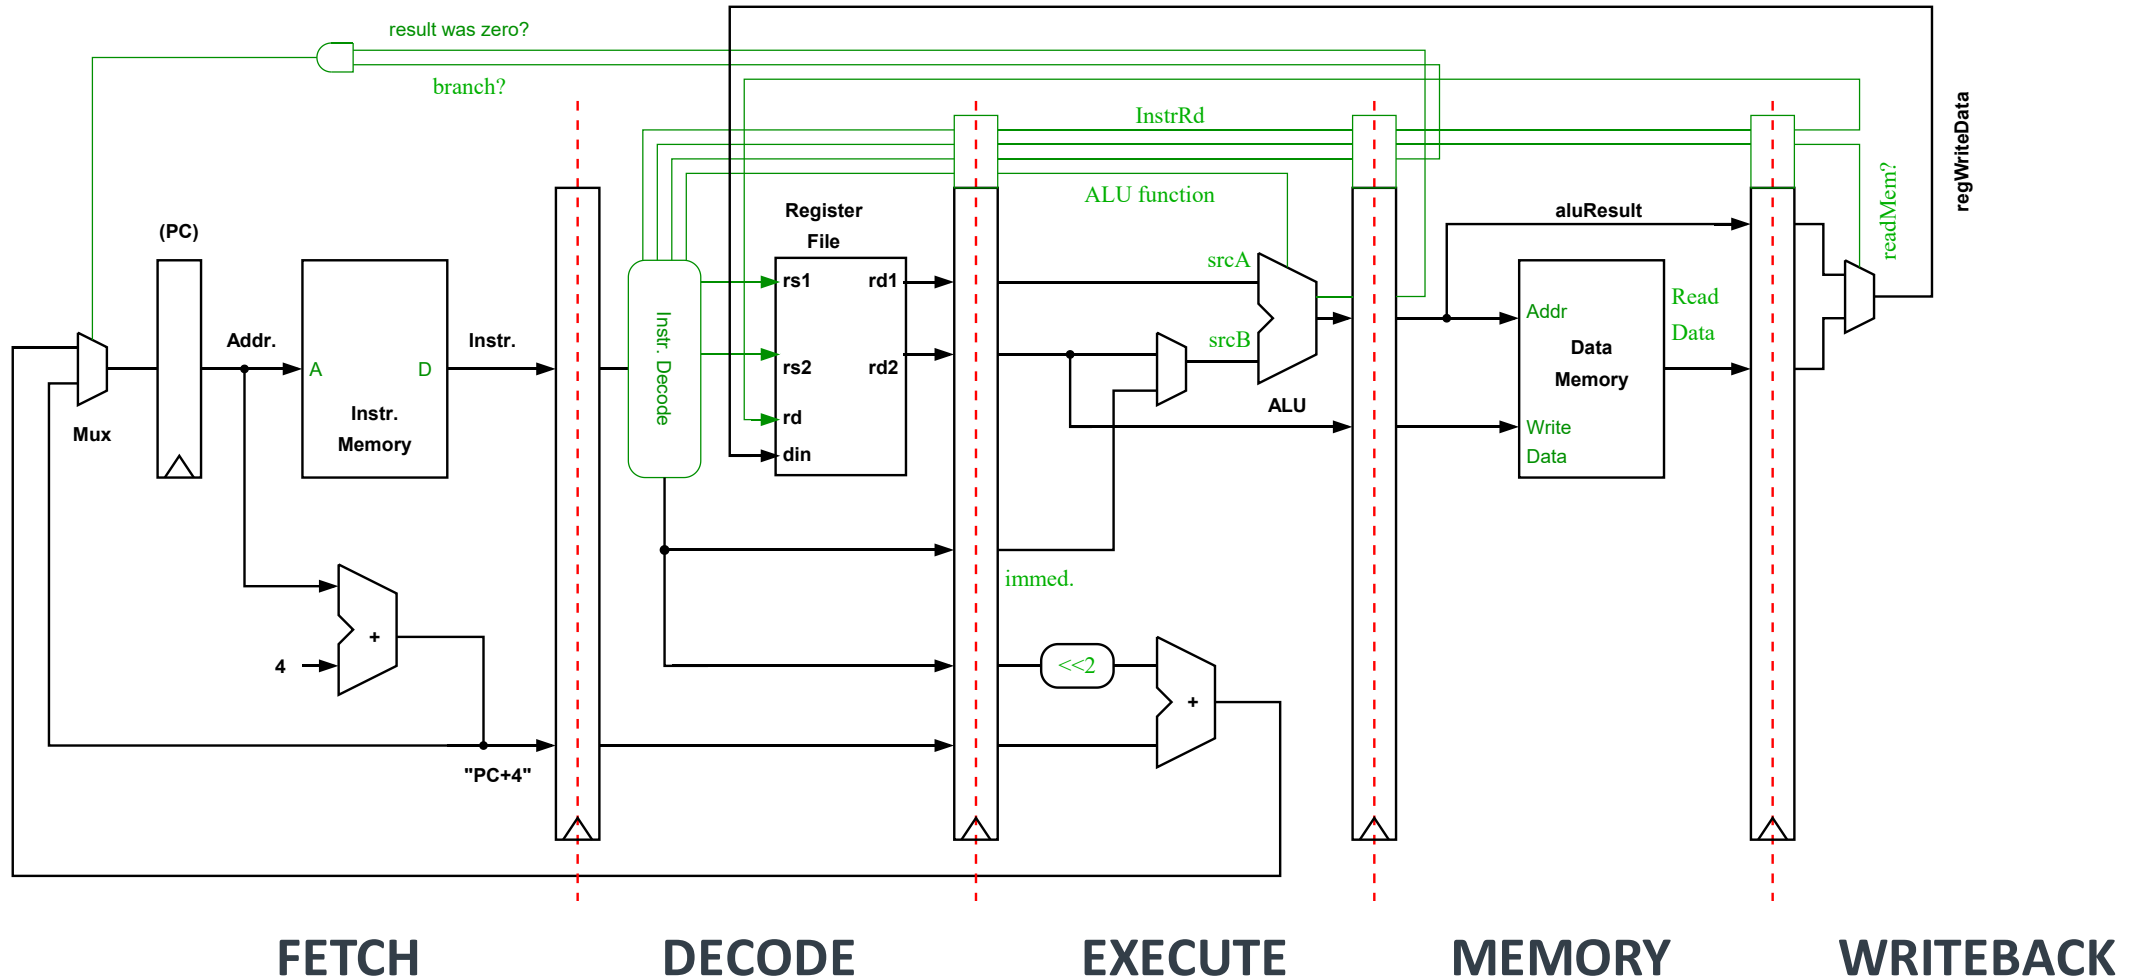 result was zero?
branch?
InstrRd
ALU function
regWriteData
readMem?
(PC)
Register
File
aluResult
srcA
srcB
rs1
rd1
rs2
rd2
rd
din
Instr. Decode
Addr.
Instr.
A
D
Instr.
Memory
Mux
ALU
Addr
Data
Memory
Write
Data
Read
Data
immed.
<<2
+
4
+
"PC+4"
FETCH
DECODE
EXECUTE
MEMORY
WRITEBACK